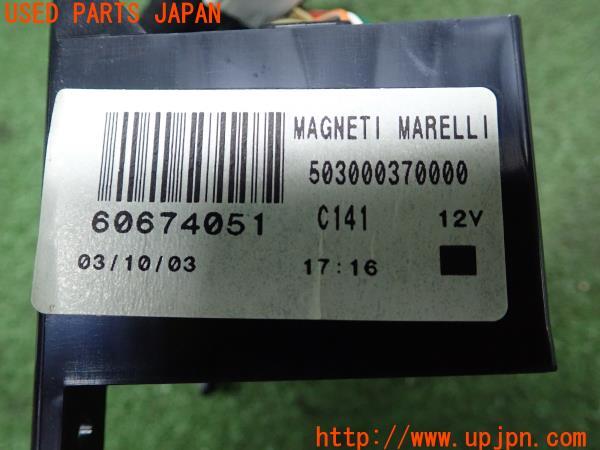 USED PARTS JAPAN
MAGNETI MARELLI
503000370000
60674051
C141 12V
03/10/03 17:16
http://www.upjpn.com/